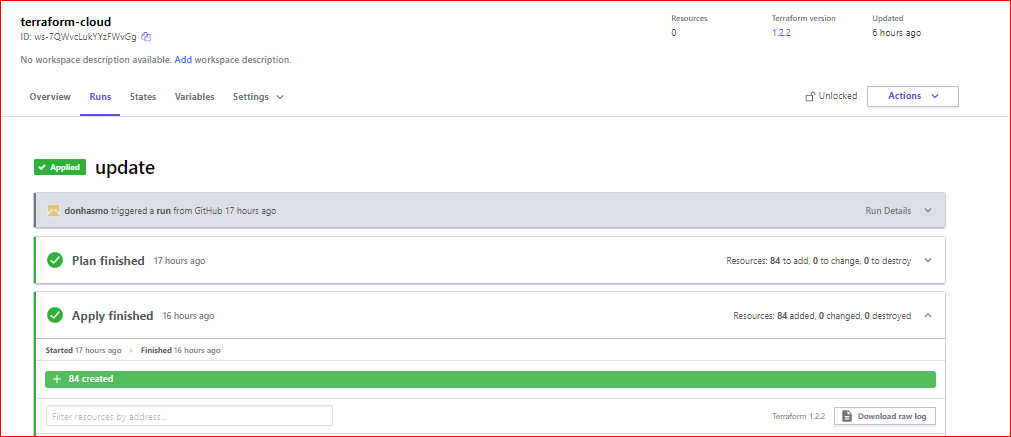 terraform-cloud
ID: ws-7QWvcLukYYzFWvGg
No workspace description available. Add workspace description.
Resources
0
Terraform version
1.2.2
Updated
6 hours ago
Overview Runs States Variables Settings
Unlocked
Actions
Applied update
donhasmo triggered a run from GitHub 17 hours ago Run Details
Plan finished 17 hours ago Resources: 84 to add, 0 to change, 0 to destroy
Apply finished 16 hours ago Resources: 84 added, 0 changed, 0 destroyed
Started 17 hours ago > Finished 16 hours ago
+ 84 created
Filter resources by address... Terraform 1.2.2 Download raw log